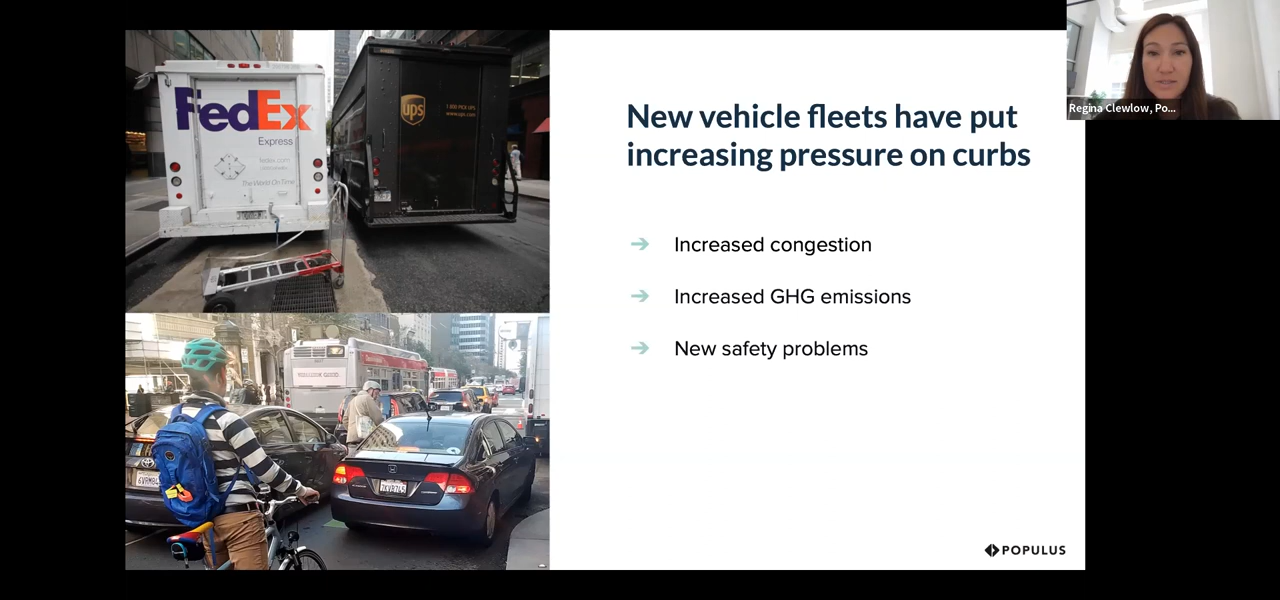 FedEx
Express
fedex.com
The World On Time
ups
1 800 PICK UPS
www.ups.com
New vehicle fleets have put
increasing pressure on curbs
→ Increased congestion
→ Increased GHG emissions
→ New safety problems
POPULUS
Regina Clewlow, Po...